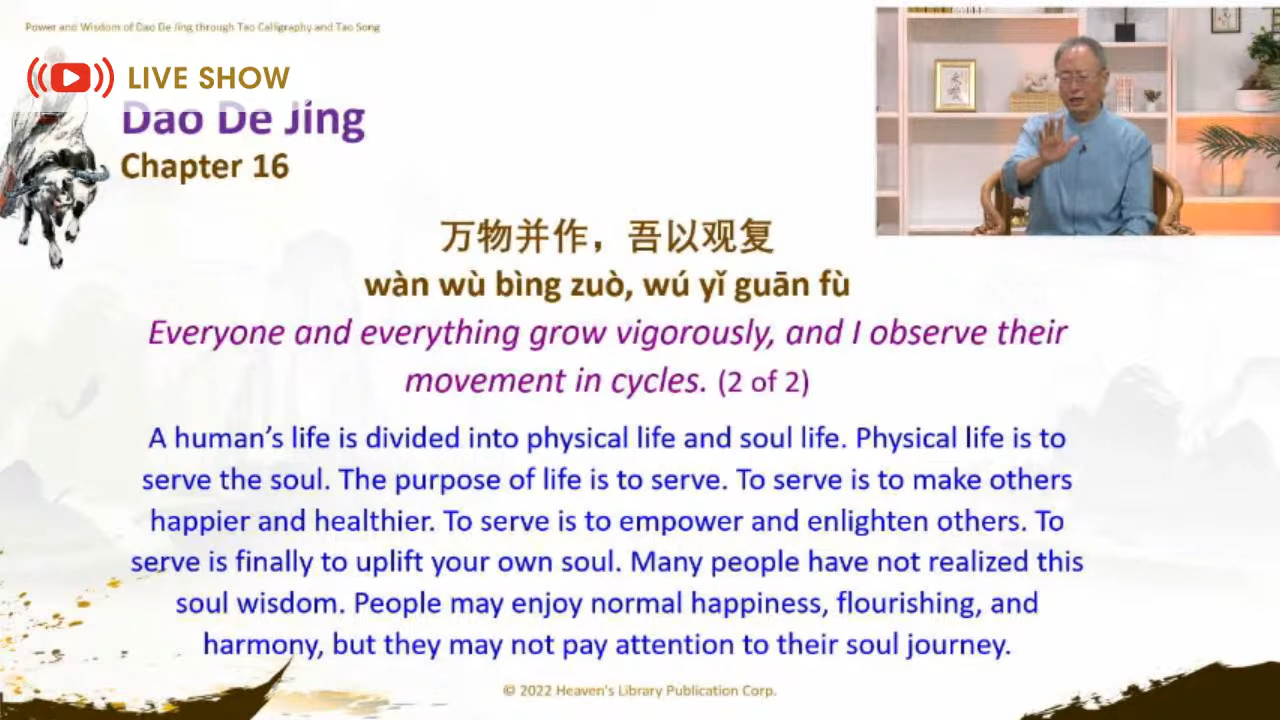 Power and Wisdom of Dao De Jing through Tao Calligraphy and Tao Song
LIVE SHOW
Dao De Jing
Chapter 16
万物并作，吾以观复
wàn wù bìng zuò, wú yǐ guān fù
Everyone and everything grow vigorously, and I observe their
movement in cycles. (2 of 2)
A human's life is divided into physical life and soul life. Physical life is to
serve the soul. The purpose of life is to serve. To serve is to make others
happier and healthier. To serve is to empower and enlighten others. To
serve is finally to uplift your own soul. Many people have not realized this
soul wisdom. People may enjoy normal happiness, flourishing, and
harmony, but they may not pay attention to their soul journey.
© 2022 Heaven's Library Publication Corp.